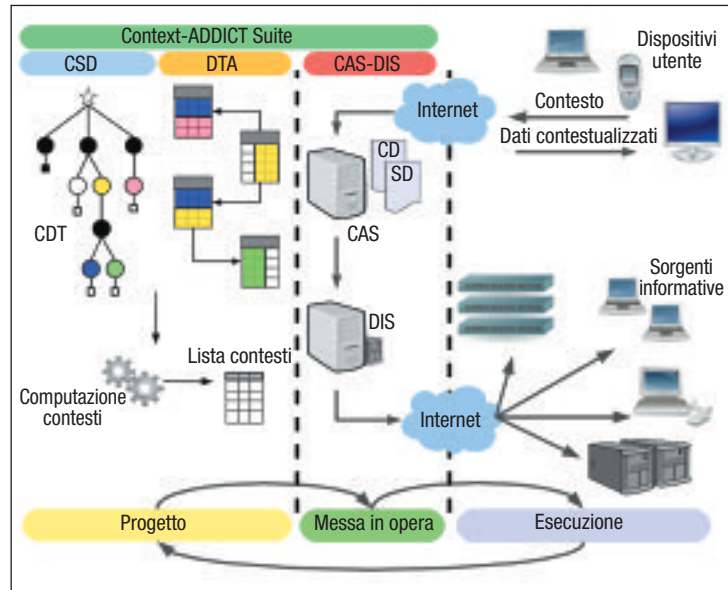 Context-ADDICT Suite
CSD
DTA
CAS-DIS
Dispositivi
utente
Internet
Contesto
Dati contestualizzati
CD
SD
CDT
CAS
Sorgenti
informative
DIS
Lista contesti
Computazione
contesti
Internet
Progetto
Messa in opera
Esecuzione